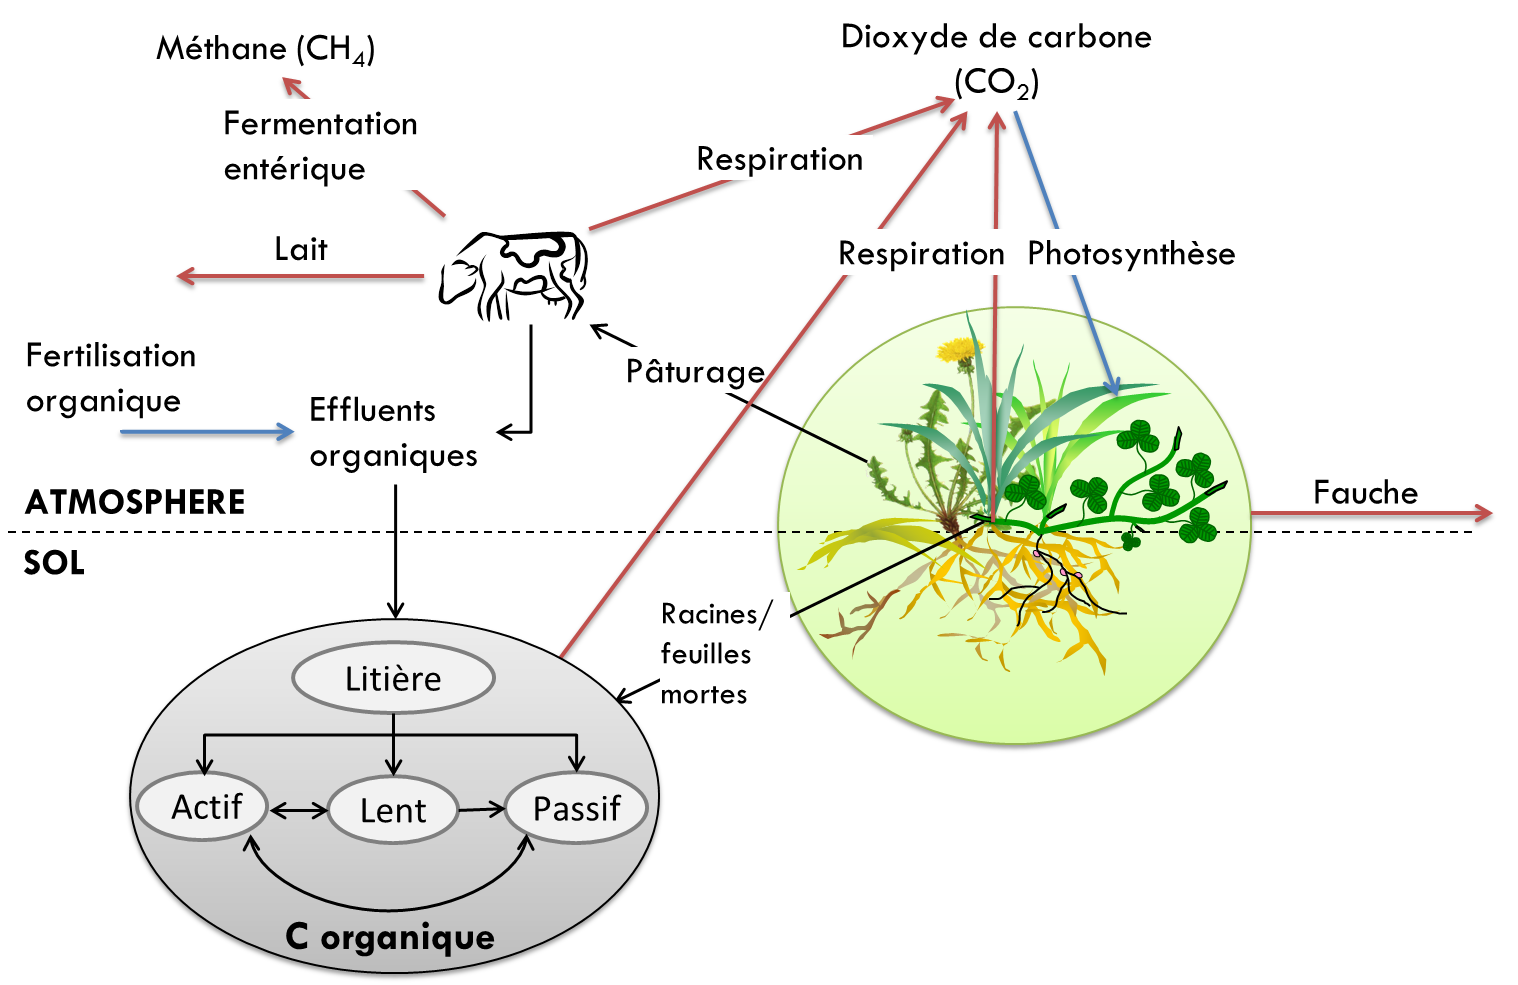 Méthane (CH4)
Dioxyde de carbone
(CO2)
Fermentation
entérique
Respiration
Lait
Respiration
Photosynthèse
Fertilisation
organique
Pâturage
Effluents
organiques
ATMOSPHERE
Fauche
SOL
Racines/
feuilles
mortes
Litière
Actif
Lent
Passif
C organique